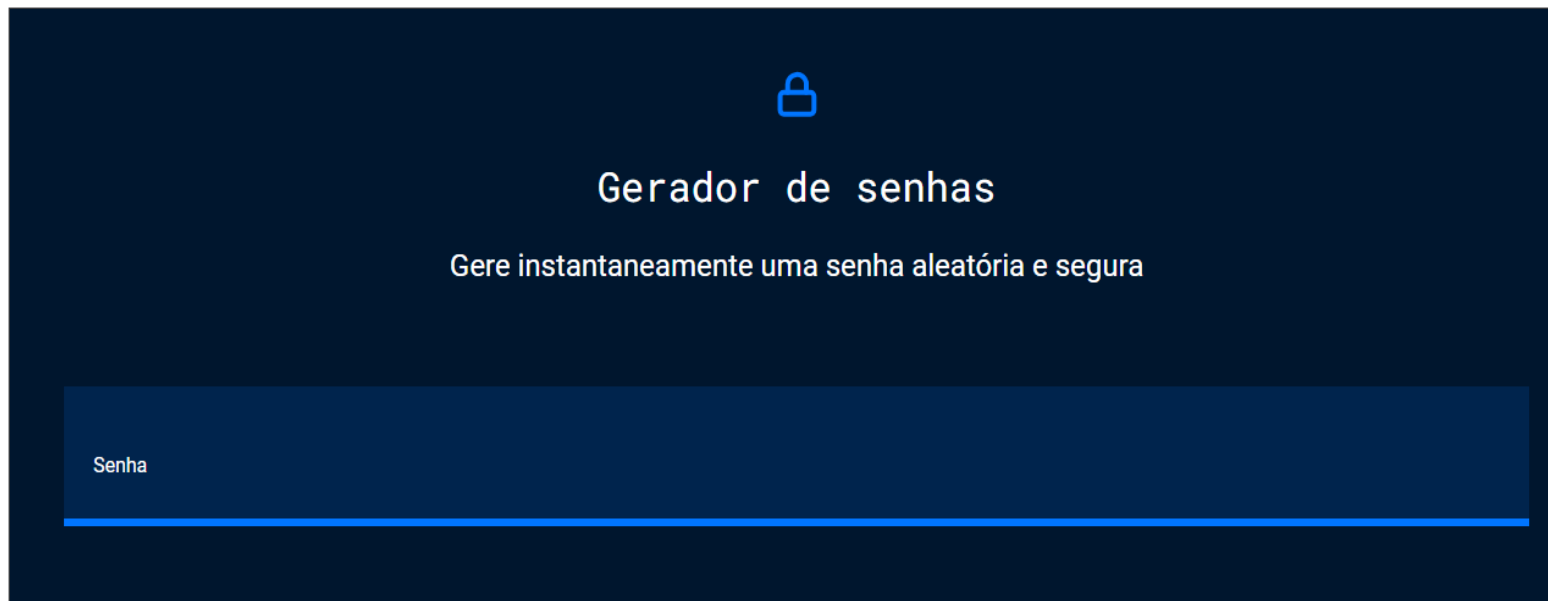 Gerador de senhas
Gere instantaneamente uma senha aleatória e segura
Senha